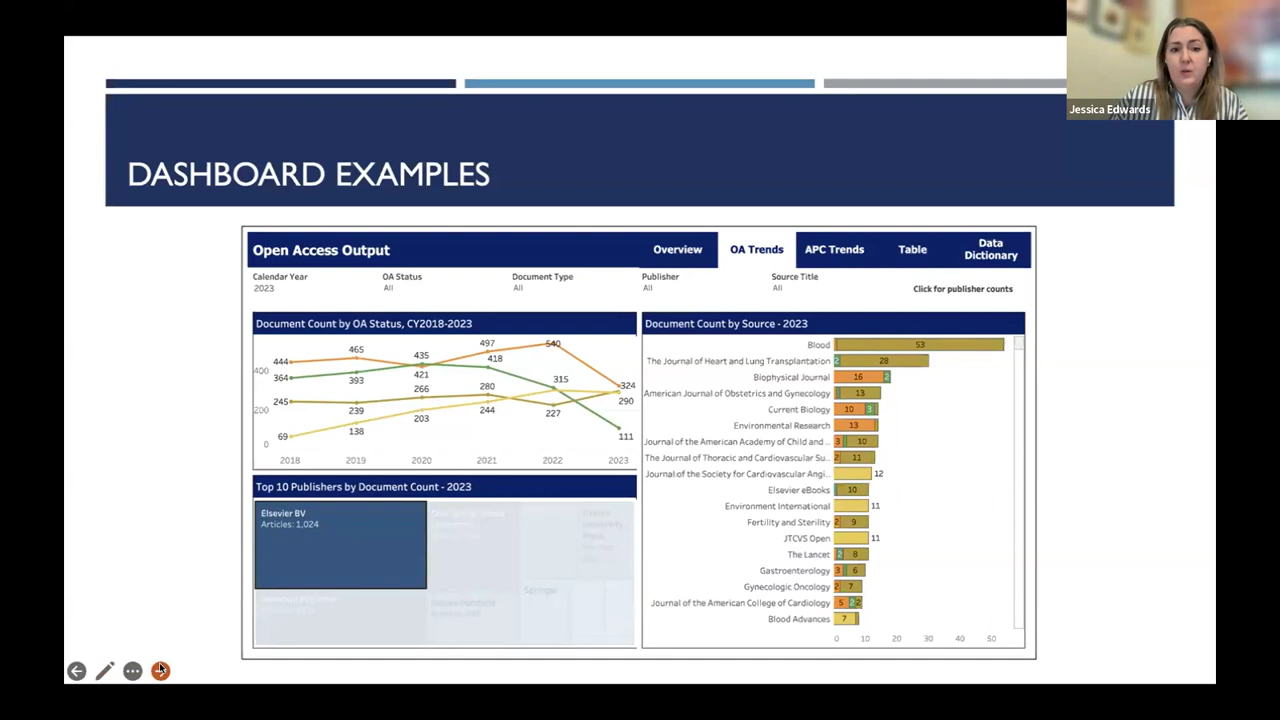 Jessica Edwards
DASHBOARD EXAMPLES
Open Access Output
Overview
OA Trends
APC Trends
Table
Data
Dictionary
Calendar Year
2023
OA Status
All
Document Type
All
Publisher
All
Source Title
All
Click for publisher counts
Document Count by OA Status, CY2018-2023
444 465 435 497 540
364 393 421 418 315 324
245 239 266 280 227 290
69 138 203 244 111
400
200
0
2018 2019 2020 2021 2022 2023
Top 10 Publishers by Document Count - 2023
Elsevier BV
Articles: 1,024
Springer
Document Count by Source - 2023
Blood 53
The Journal of Heart and Lung Transplantation 2 28
Biophysical Journal 16 2
American Journal of Obstetrics and Gynecology 13
Current Biology 10 3
Environmental Research 13
Journal of the American Academy of Child and .. 3 10
The Journal of Thoracic and Cardiovascular Su.. 2 11
Journal of the Society for Cardiovascular Angi.. 12
Elsevier eBooks 10
Environment International 11
Fertility and Sterility 2 9
JTCVS Open 11
The Lancet 2 8
Gastroenterology 3 6
Gynecologic Oncology 2 7
Journal of the American College of Cardiology 5 2 2
Blood Advances 7
0 10 20 30 40 50